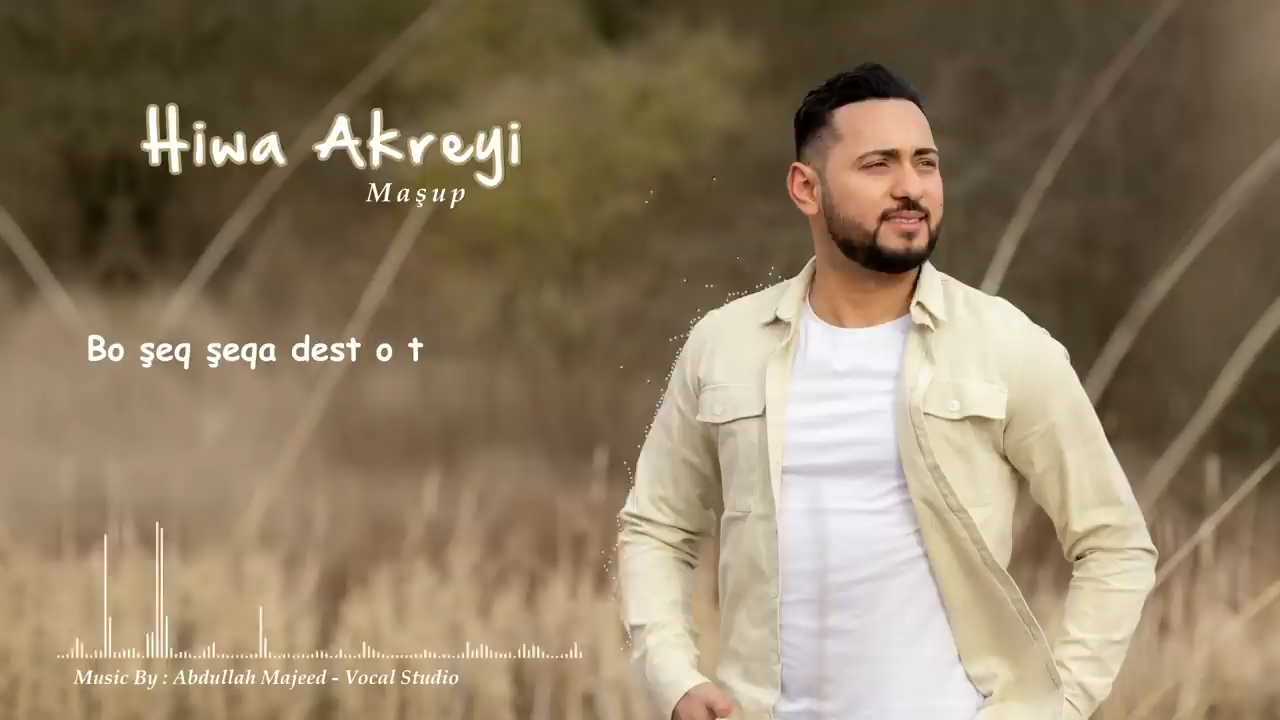 Hiwa Akreyi
Maşup
Bo şeq şeqa dest o t
Music By : Abdullah Majeed - Vocal Studio